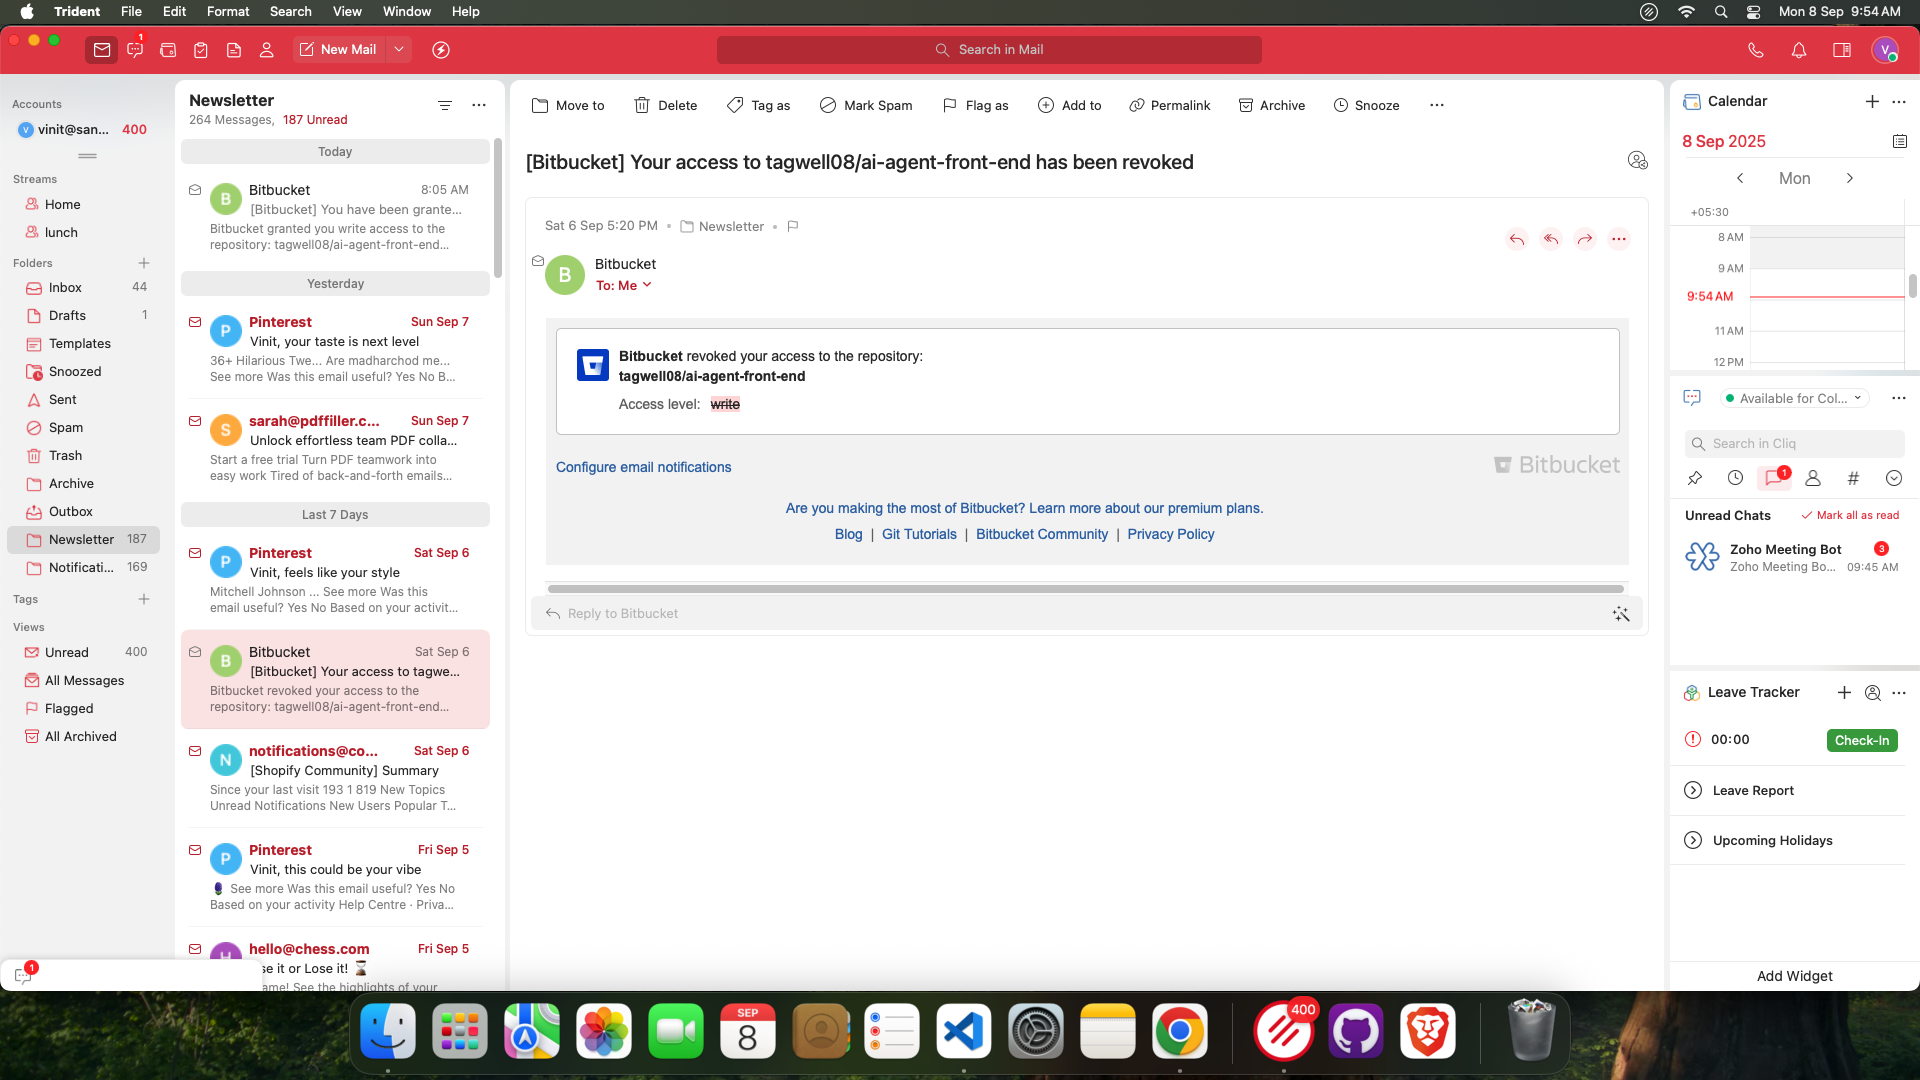 Trident File Edit Format Search View Window Help
Mon 8 Sep 9:54 AM
1
New Mail
Search in Mail
V
Accounts
V vinit@san... 400
Streams
Home
lunch
Folders
Inbox 44
Drafts 1
Templates
Snoozed
Sent
Spam
Trash
Archive
Outbox
Newsletter 187
Notificati... 169
Tags
Views
Unread 400
All Messages
Flagged
All Archived
1
Newsletter
264 Messages, 187 Unread
Today
B
Bitbucket 8:05 AM
[Bitbucket] You have been grante...
Bitbucket granted you write access to the
repository: tagwell08/ai-agent-front-end...
Yesterday
P
Pinterest Sun Sep 7
Vinit, your taste is next level
36+ Hilarious Twe... Are madharchod me...
See more Was this email useful? Yes No B...
S
sarah@pdffiller.c... Sun Sep 7
Unlock effortless team PDF colla...
Start a free trial Turn PDF teamwork into
easy work Tired of back-and-forth emails...
Last 7 Days
P
Pinterest Sat Sep 6
Vinit, feels like your style
Mitchell Johnson ... See more Was this
email useful? Yes No Based on your activit...
B
Bitbucket Sat Sep 6
[Bitbucket] Your access to tagwe...
Bitbucket revoked your access to the
repository: tagwell08/ai-agent-front-end...
N
notifications@co... Sat Sep 6
[Shopify Community] Summary
Since your last visit 193 1 819 New Topics
Unread Notifications New Users Popular T...
P
Pinterest Fri Sep 5
Vinit, this could be your vibe
See more Was this email useful? Yes No
Based on your activity Help Centre · Priva...
hello@chess.com Fri Sep 5
se it or Lose it! ⌛
ame! See the highlights of your
Move to Delete Tag as Mark Spam Flag as Add to Permalink Archive Snooze
[Bitbucket] Your access to tagwell08/ai-agent-front-end has been revoked
Sat 6 Sep 5:20 PM • Newsletter •
B
Bitbucket
To: Me
Bitbucket revoked your access to the repository:
tagwell08/ai-agent-front-end
Access level: write
Configure email notifications
Bitbucket
Are you making the most of Bitbucket? Learn more about our premium plans.
Blog | Git Tutorials | Bitbucket Community | Privacy Policy
Reply to Bitbucket
Calendar
8 Sep 2025
Mon
+05:30
8 AM
9 AM
9:54 AM
11 AM
12 PM
Available for Col...
Search in Cliq
1
#
Unread Chats Mark all as read
Zoho Meeting Bot 3
Zoho Meeting Bo... 09:45 AM
Leave Tracker
00:00 Check-In
Leave Report
Upcoming Holidays
Add Widget
SEP
8
400